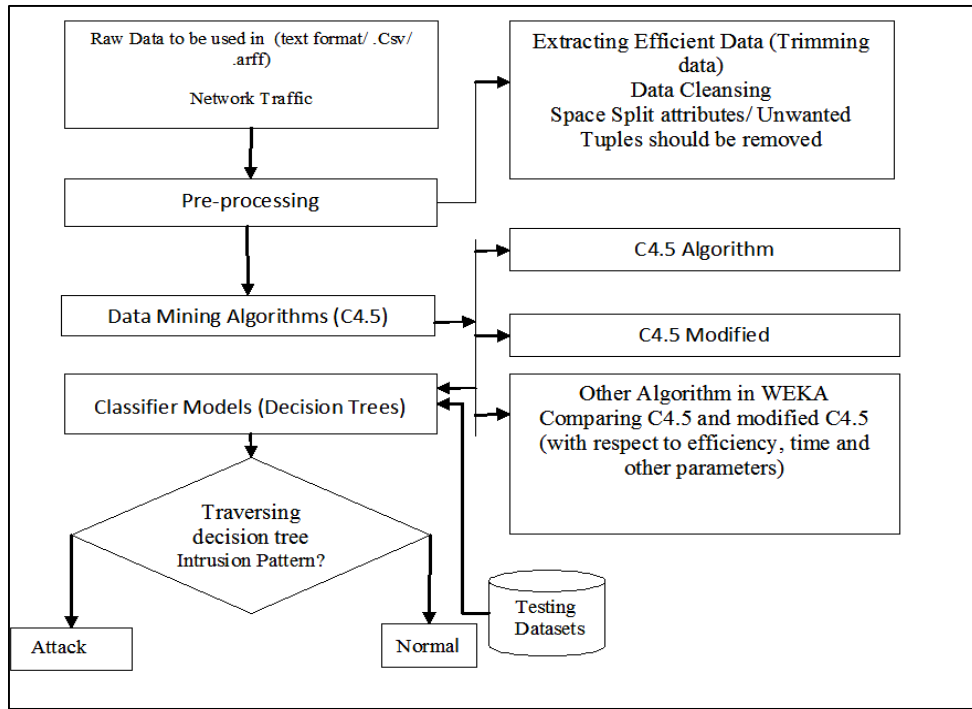 Raw Data to be used in (text format/ .Csv/
.arff)
Network Traffic
Extracting Efficient Data (Trimming
data)
Data Cleansing
Space Split attributes/ Unwanted
Tuples should be removed
Pre-processing
C4.5 Algorithm
Data Mining Algorithms (C4.5)
C4.5 Modified
Classifier Models (Decision Trees)
Other Algorithm in WEKA
Comparing C4.5 and modified C4.5
(with respect to efficiency, time and
other parameters)
Traversing
decision tree
Intrusion Pattern?
Testing
Datasets
Attack
Normal